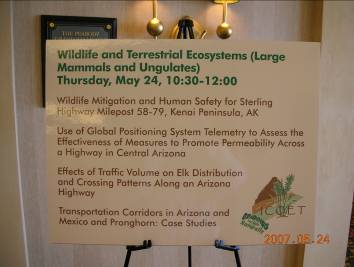 THE PEABODY
Wildlife and Terrestrial Ecosystems (Large
Mammals and Ungulates)
Thursday, May 24, 10:30-12:00
Wildlife Mitigation and Human Safety for Sterling
Highway Milepost 58-79, Kenai Peninsula, AK
Use of Global Positioning System Telemetry to Assess the
Effectiveness of Measures to Promote Permeability Across
a Highway in Central Arizona
Effects of Traffic Volume on Elk Distribution
and Crossing Patterns Along an Arizona
Highway
Transportation Corridors in Arizona and
Mexico and Pronghorn: Case Studies
ICOET
2007.05.24